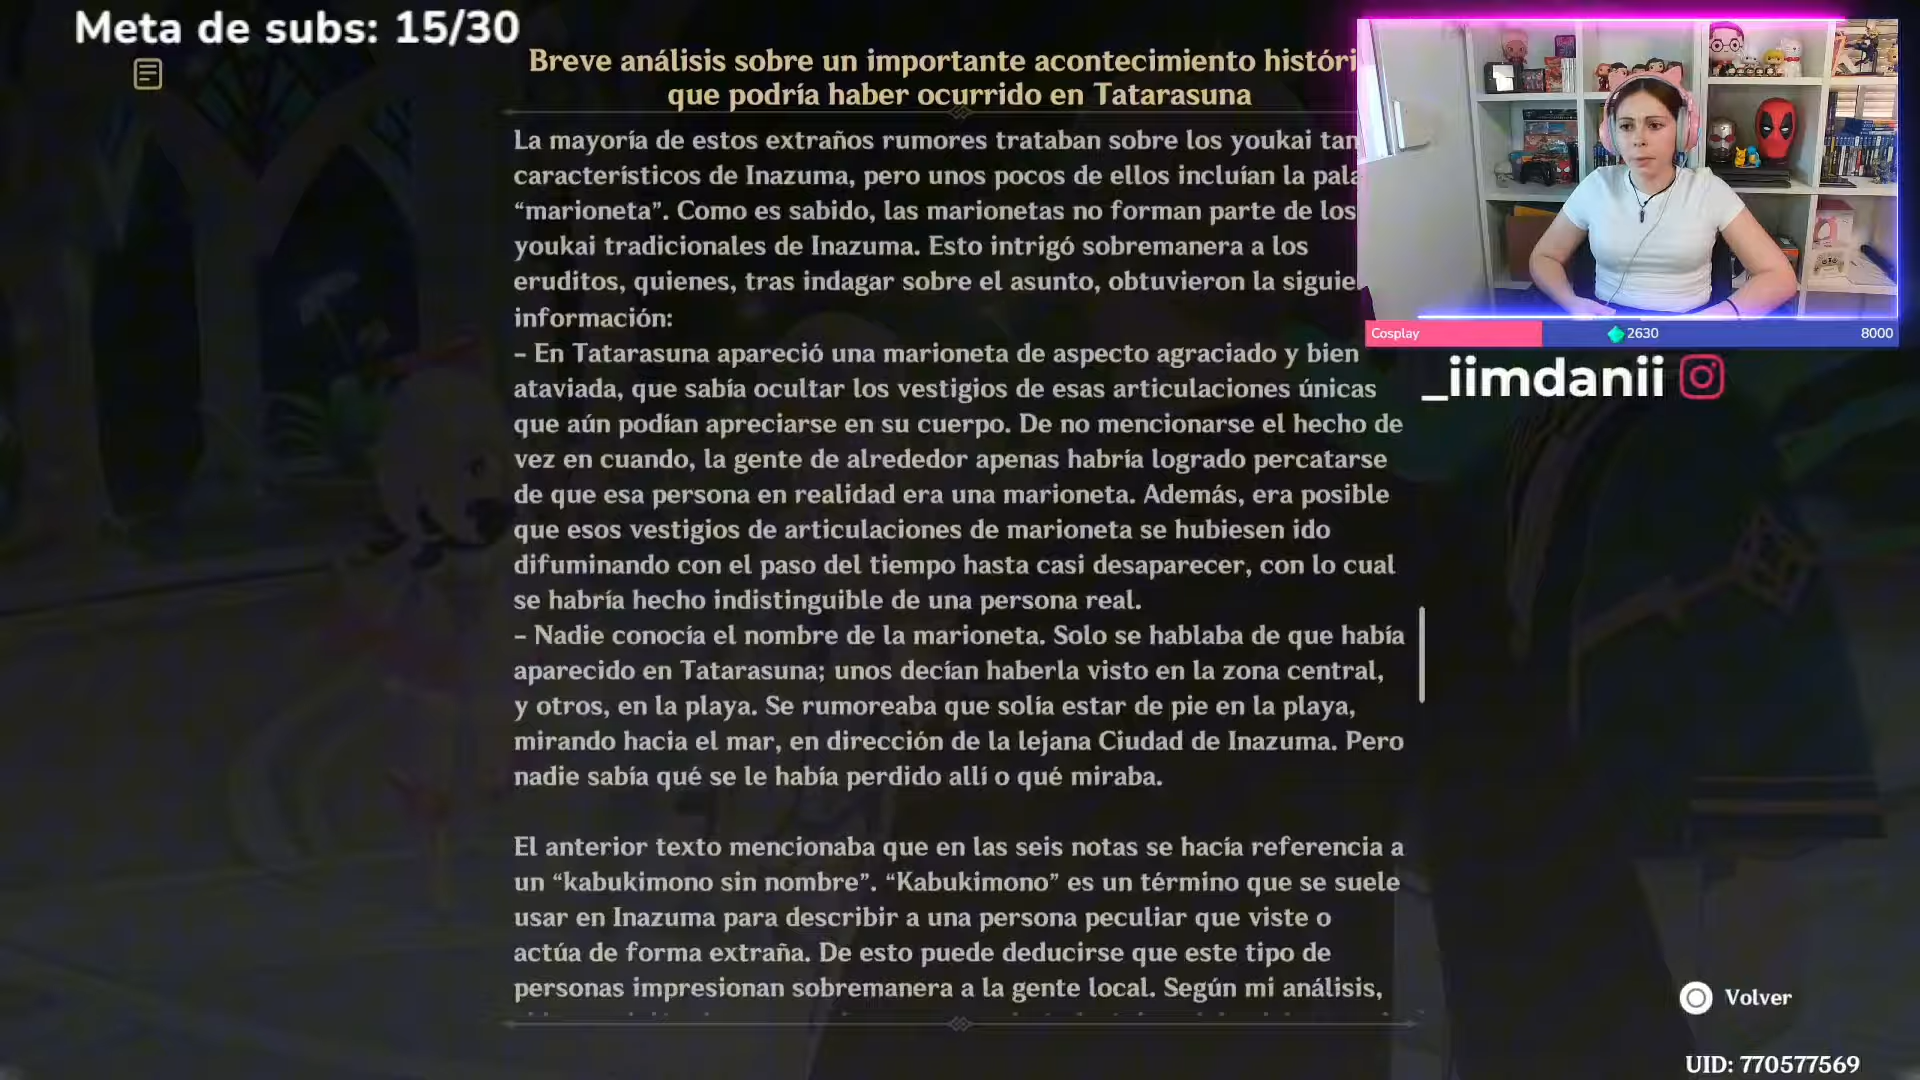 Meta de subs: 15/30
Breve análisis sobre un importante acontecimiento históri
que podría haber ocurrido en Tatarasuna
La mayoría de estos extraños rumores trataban sobre los youkai tan
característicos de Inazuma, pero unos pocos de ellos incluían la pala
“marioneta”. Como es sabido, las marionetas no forman parte de los
youkai tradicionales de Inazuma. Esto intrigó sobremanera a los
eruditos, quienes, tras indagar sobre el asunto, obtuvieron la siguie
información:
– En Tatarasuna apareció una marioneta de aspecto agraciado y bien
ataviada, que sabía ocultar los vestigios de esas articulaciones únicas
que aún podían apreciarse en su cuerpo. De no mencionarse el hecho de
vez en cuando, la gente de alrededor apenas habría logrado percatarse
de que esa persona en realidad era una marioneta. Además, era posible
que esos vestigios de articulaciones de marioneta se hubiesen ido
difuminando con el paso del tiempo hasta casi desaparecer, con lo cual
se habría hecho indistinguible de una persona real.
– Nadie conocía el nombre de la marioneta. Solo se hablaba de que había
aparecido en Tatarasuna; unos decían haberla visto en la zona central,
y otros, en la playa. Se rumoreaba que solía estar de pie en la playa,
mirando hacia el mar, en dirección de la lejana Ciudad de Inazuma. Pero
nadie sabía qué se le había perdido allí o qué miraba.
El anterior texto mencionaba que en las seis notas se hacía referencia a
un “kabukimono sin nombre”. “Kabukimono” es un término que se suele
usar en Inazuma para describir a una persona peculiar que viste o
actúa de forma extraña. De esto puede deducirse que este tipo de
personas impresionan sobremanera a la gente local. Según mi análisis,
Cosplay 2630 8000
_iimdanii
Volver
UID: 770577569